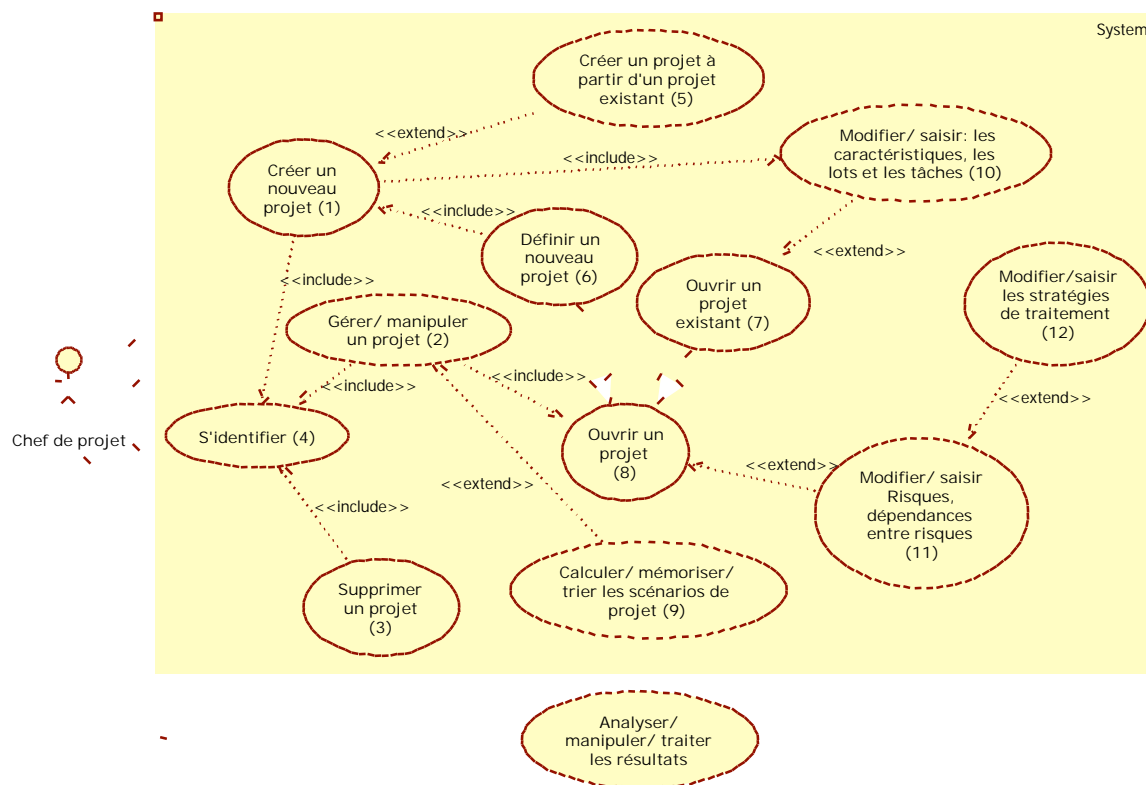 System
Créer un projet à
partir d'un projet
existant (5)
<<extend>>
Modifier/ saisir: les
caractéristiques, les
lots et les tâches (10)
<<include>>
Créer un
nouveau
projet (1)
<<include>>
Définir un
nouveau
projet (6)
<<extend>>
<<include>>
Ouvrir un
projet
existant (7)
Modifier/saisir
les stratégies
de traitement
(12)
Gérer/ manipuler
un projet (2)
<<include>>
<<include>>
<<extend>>
Chef de projet
S'identifier (4)
Ouvrir un
projet
(8)
<<extend>>
Modifier/ saisir
Risques,
dépendances
entre risques
(11)
<<extend>>
<<include>>
Supprimer
un projet
(3)
Calculer/ mémoriser/
trier les scénarios de
projet (9)
Analyser/
manipuler/ traiter
les résultats